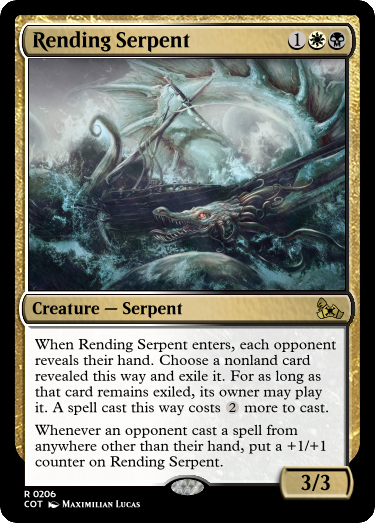 Rending Serpent 1
Creature — Serpent
When Rending Serpent enters, each opponent
reveals their hand. Choose a nonland card
revealed this way and exile it. For as long as
that card remains exiled, its owner may play
it. A spell cast this way costs 2 more to cast.
Whenever an opponent cast a spell from
anywhere other than their hand, put a +1/+1
counter on Rending Serpent.
3/3
R 0206
COT Maximilian Lucas